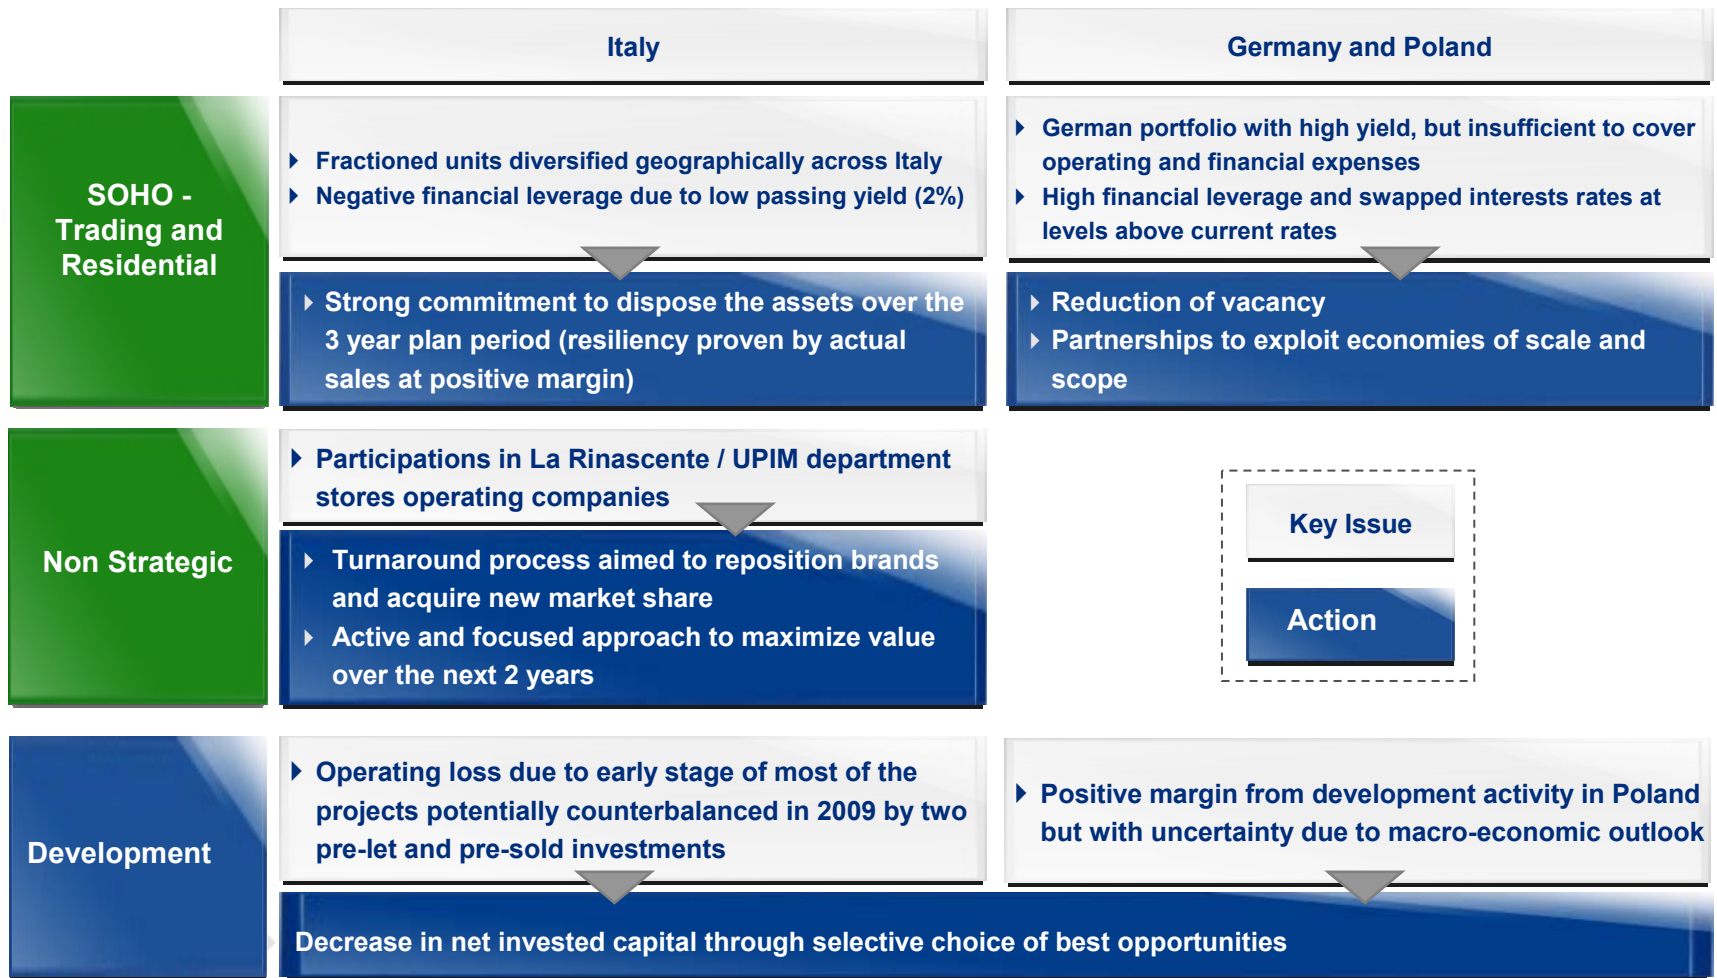 Italy
Germany and Poland
SOHO -
Trading and
Residential
Fractioned units diversified geographically across Italy
Negative financial leverage due to low passing yield (2%)
German portfolio with high yield, but insufficient to cover
operating and financial expenses
High financial leverage and swapped interests rates at
levels above current rates
Strong commitment to dispose the assets over the
3 year plan period (resiliency proven by actual
sales at positive margin)
Reduction of vacancy
Partnerships to exploit economies of scale and
scope
Non Strategic
Participations in La Rinascente / UPIM department
stores operating companies
Turnaround process aimed to reposition brands
and acquire new market share
Active and focused approach to maximize value
over the next 2 years
Key Issue
Action
Development
Operating loss due to early stage of most of the
projects potentially counterbalanced in 2009 by two
pre-let and pre-sold investments
Positive margin from development activity in Poland
but with uncertainty due to macro-economic outlook
Decrease in net invested capital through selective choice of best opportunities